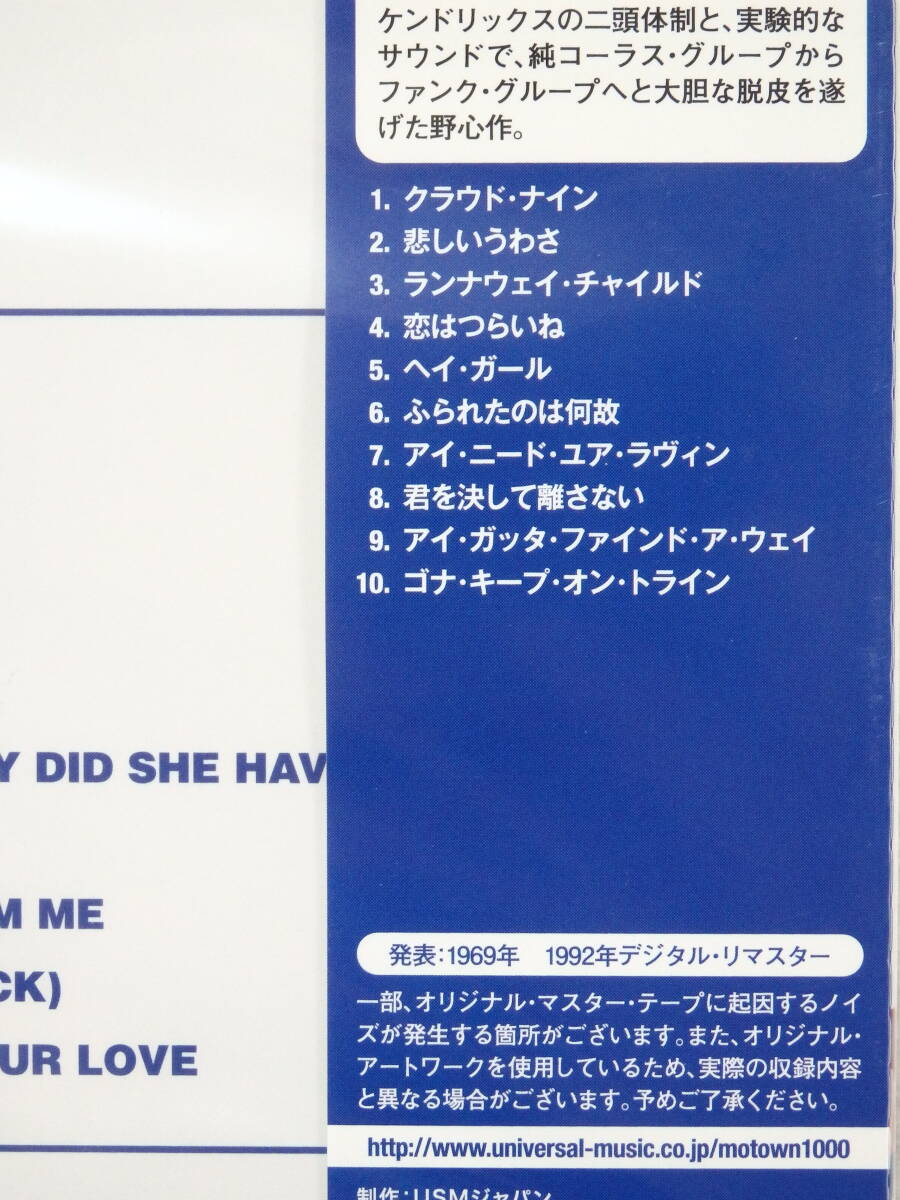 ケンドリックスの二頭体制と、実験的な
サウンドで、純コーラス・グループから
ファンク・グループへと大胆な脱皮を遂
げた野心作。
1. クラウド・ナイン
2. 悲しいうわさ
3. ランナウェイ・チャイルド
4. 恋はつらいね
5. ヘイ・ガール
6. ふられたのは何故
7. アイ・ニード・ユア・ラヴィン
8. 君を決して離さない
9. アイ・ガッタ・ファインド・ア・ウェイ
10. ゴナ・キープ・オン・トライン
Y DID SHE HAV
M ME
CK)
UR LOVE
発表：1969年 1992年デジタル・リマスター
一部、オリジナル・マスター・テープに起因するノイ
ズが発生する箇所がございます。また、オリジナル・
アートワークを使用しているため、実際の収録内容
と異なる場合がございます。予めご了承ください。
http://www.universal-music.co.jp/motown1000
制作：USMジャパン